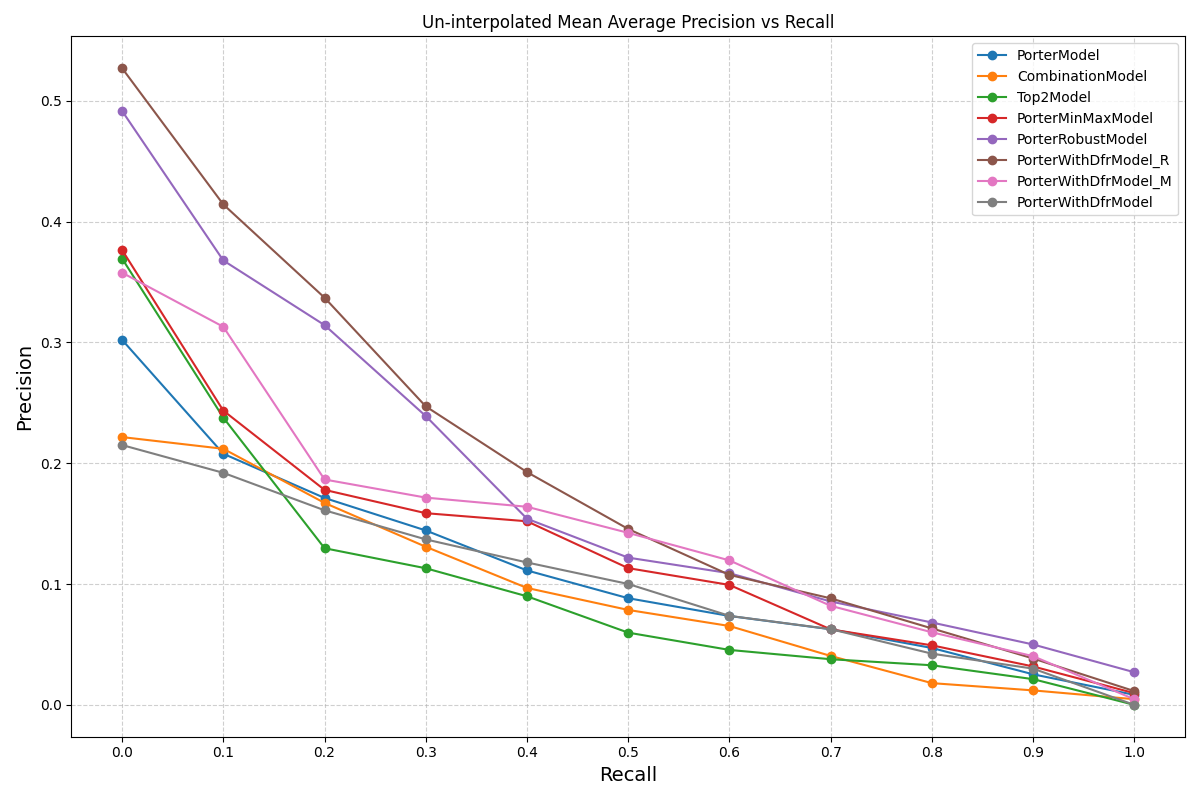 Un-interpolated Mean Average Precision vs Recall
PorterModel
CombinationModel
Top2Model
PorterMinMaxModel
PorterRobustModel
PorterWithDfrModel_R
PorterWithDfrModel_M
PorterWithDfrModel
Precision
0.5
0.4
0.3
0.2
0.1
0.0
0.0 0.1 0.2 0.3 0.4 0.5 0.6 0.7 0.8 0.9 1.0
Recall